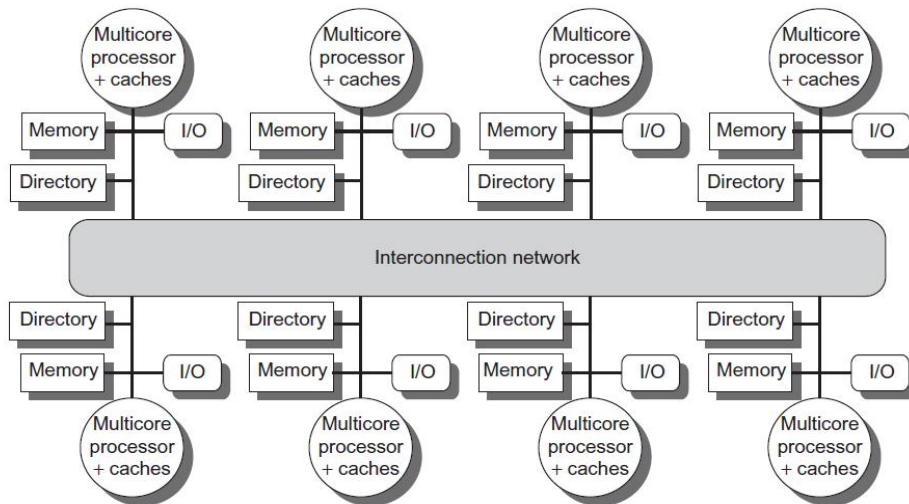 Multicore
processor
+ caches
Multicore
processor
+ caches
Multicore
processor
+ caches
Multicore
processor
+ caches
Memory
I/O
Memory
I/O
Memory
I/O
Memory
I/O
Directory
Directory
Directory
Directory
Interconnection network
Directory
Directory
Directory
Directory
Memory
I/O
Memory
I/O
Memory
I/O
Memory
I/O
Multicore
processor
+ caches
Multicore
processor
+ caches
Multicore
processor
+ caches
Multicore
processor
+ caches